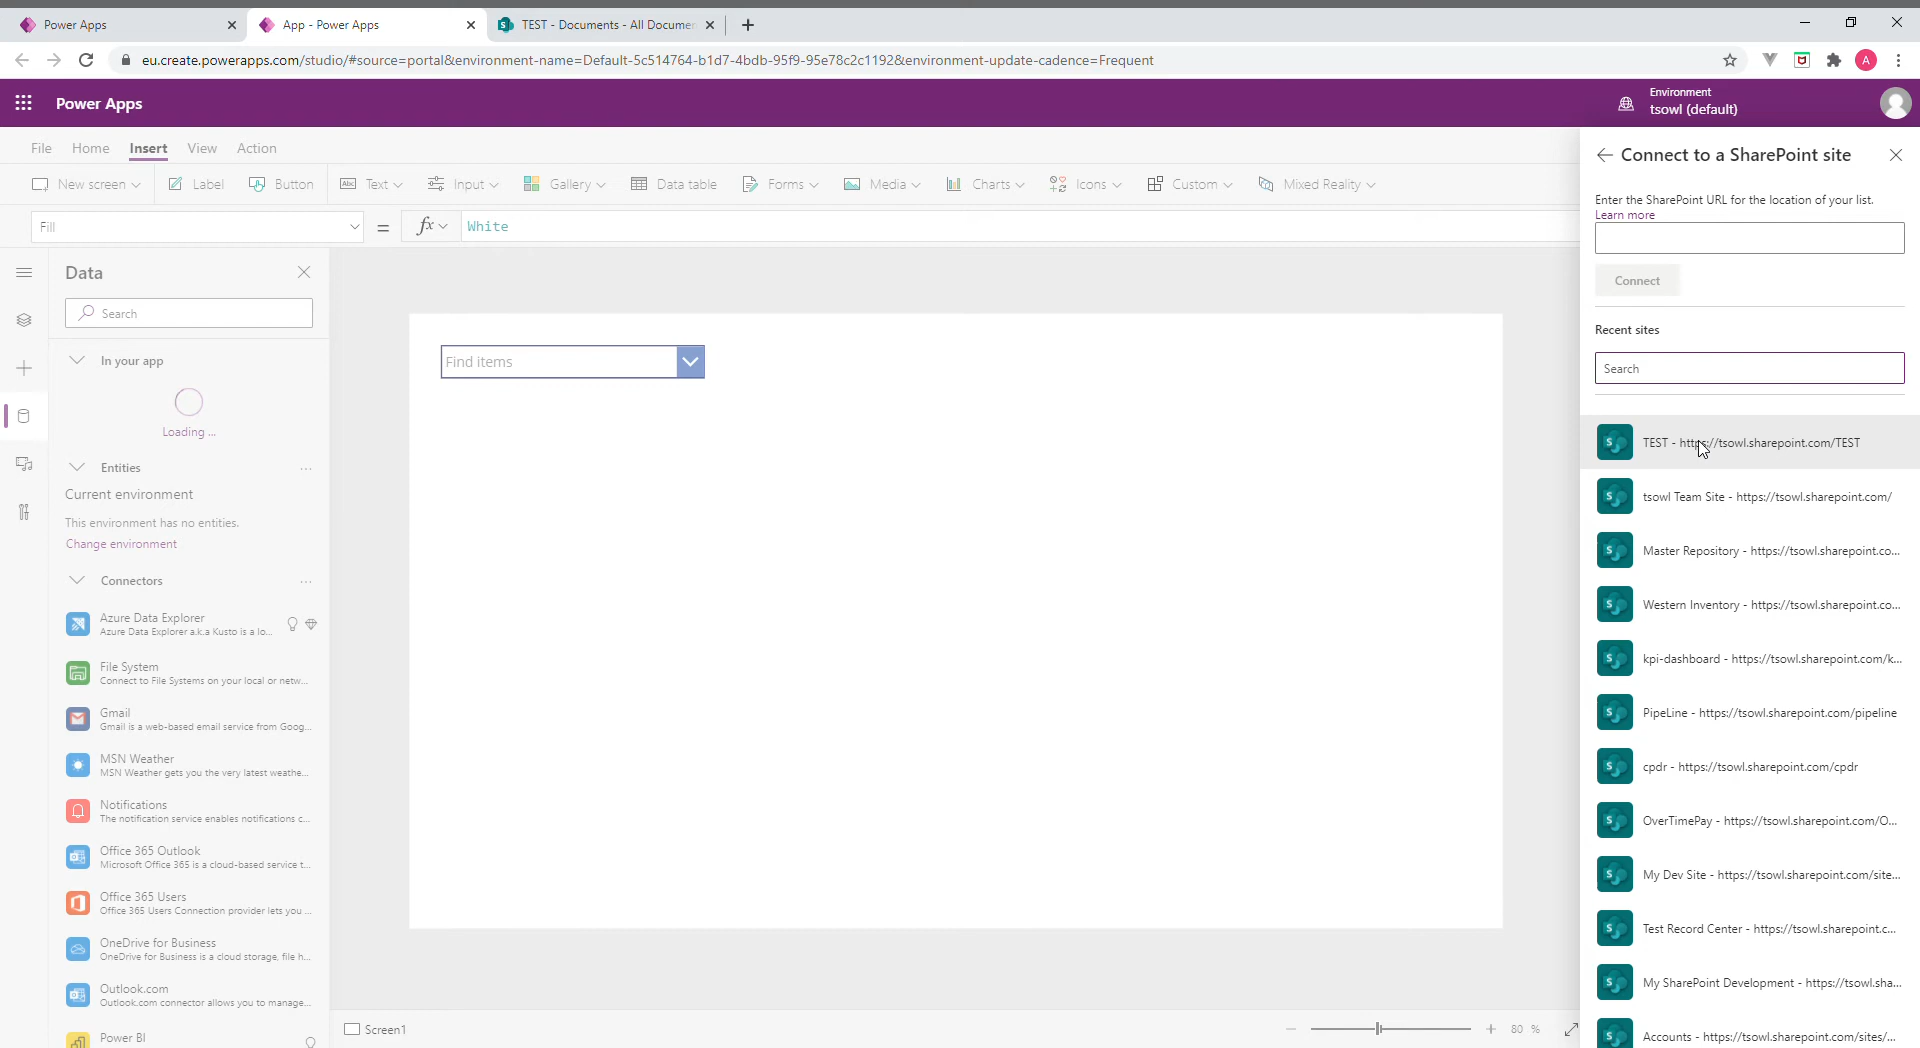 Power Apps
App - Power Apps
TEST - Documents - All Documen
eu.create.powerapps.com/studio/#source=portal&environment-name=Default-5c514764-b1d7-4bdb-95f9-95e78c2c1192&environment-update-cadence=Frequent
A
Power Apps
Environment
tsowl (default)
File Home Insert View Action
New screen Label Button Abc Text Input Gallery Data table Forms Media Charts Icons Custom Mixed Reality
Fill = fx White
Data
Search
In your app
Loading ...
Entities ...
Current environment
This environment has no entities.
Change environment
Connectors ...
Azure Data Explorer
Azure Data Explorer a.k.a Kusto is a lo...
File System
Connect to File Systems on your local or netw...
Gmail
Gmail is a web-based email service from Goog...
MSN Weather
MSN Weather gets you the very latest weathe...
Notifications
The notification service enables notifications c...
Office 365 Outlook
Microsoft Office 365 is a cloud-based service t...
Office 365 Users
Office 365 Users Connection provider lets you ...
OneDrive for Business
OneDrive for Business is a cloud storage, file h...
Outlook.com
Outlook.com connector allows you to manage...
Power BI
Find items
Screen1
80 %
Connect to a SharePoint site
Enter the SharePoint URL for the location of your list.
Learn more
Connect
Recent sites
Search
TEST - https://tsowl.sharepoint.com/TEST
tsowl Team Site - https://tsowl.sharepoint.com/
Master Repository - https://tsowl.sharepoint.co...
Western Inventory - https://tsowl.sharepoint.co...
kpi-dashboard - https://tsowl.sharepoint.com/k...
PipeLine - https://tsowl.sharepoint.com/pipeline
cpdr - https://tsowl.sharepoint.com/cpdr
OverTimePay - https://tsowl.sharepoint.com/O...
My Dev Site - https://tsowl.sharepoint.com/site...
Test Record Center - https://tsowl.sharepoint.c...
My SharePoint Development - https://tsowl.sha...
Accounts - https://tsowl.sharepoint.com/sites/...